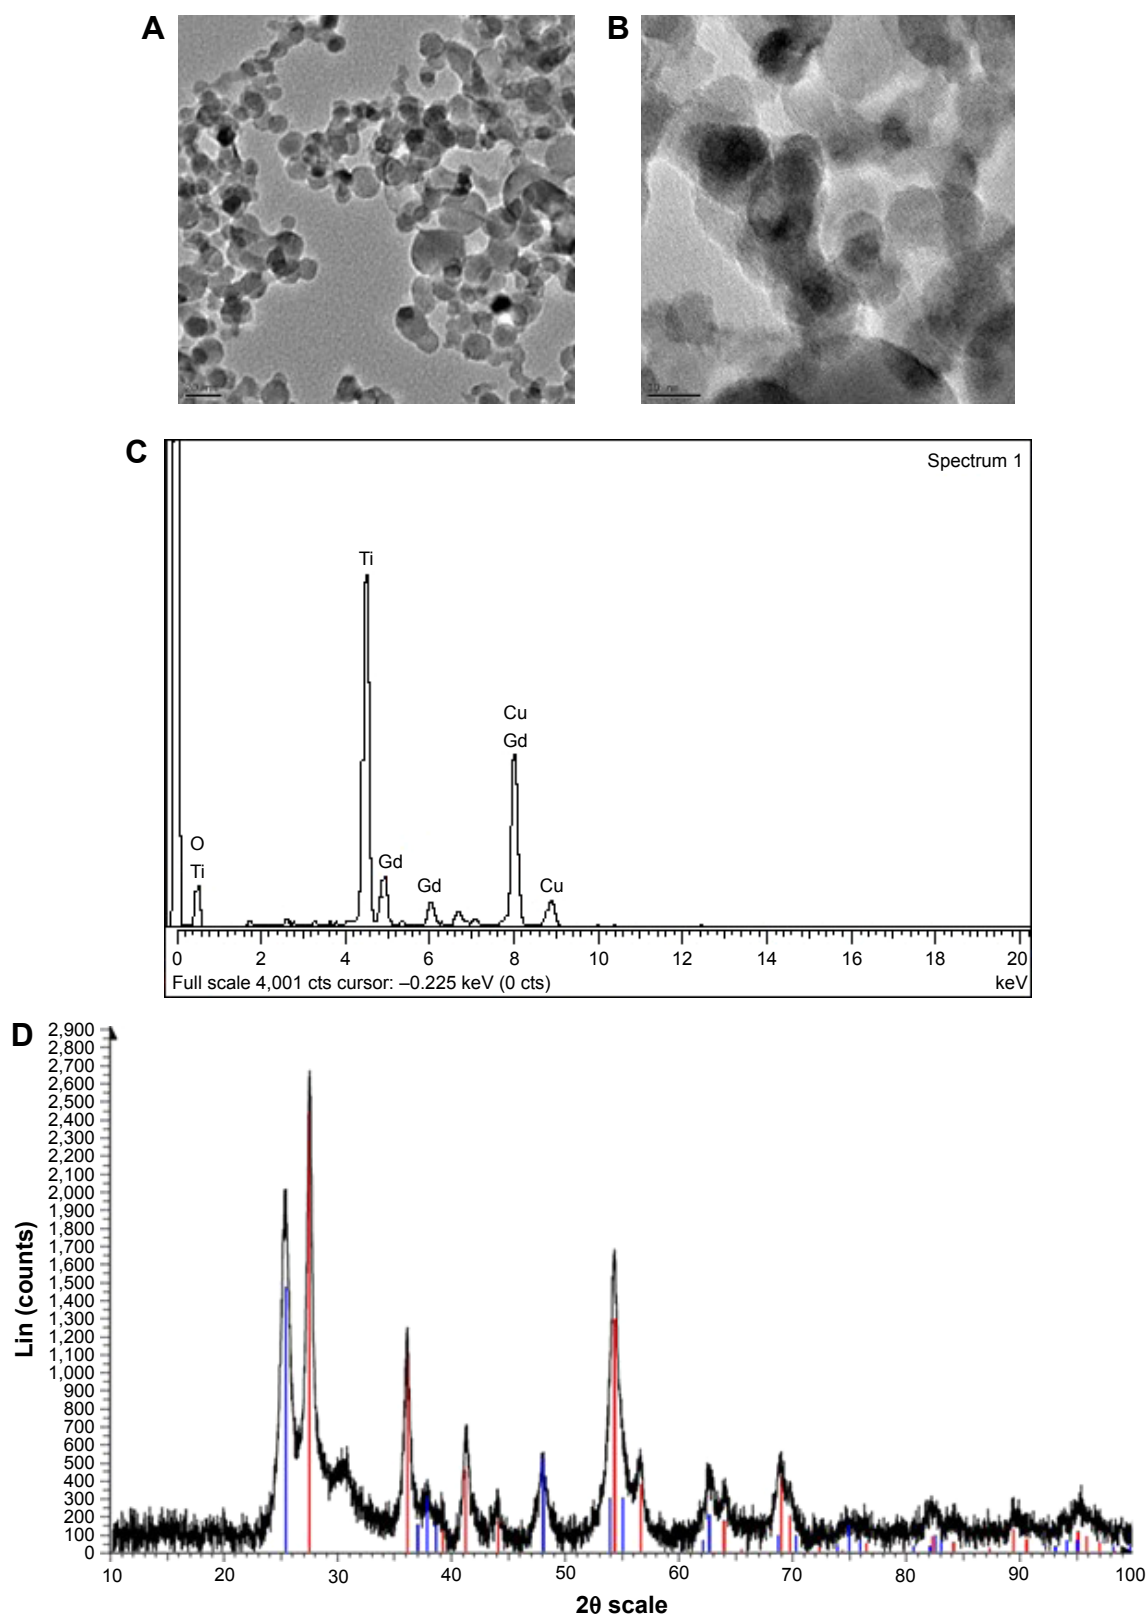 A
B
10 nm
C
Spectrum 1
Ti
Cu
Gd
O
Ti
Gd
Gd
Cu
0 2 4 6 8 10 12 14 16 18 20
Full scale 4,001 cts cursor: –0.225 keV (0 cts) keV
D
2,900
2,800
2,700
2,600
2,500
2,400
2,300
2,200
2,100
2,000
1,900
1,800
1,700
1,600
1,500
1,400
1,300
1,200
1,100
1,000
900
800
700
600
500
400
300
200
100
0
Lin (counts)
10 20 30 40 50 60 70 80 90 100
2θ scale